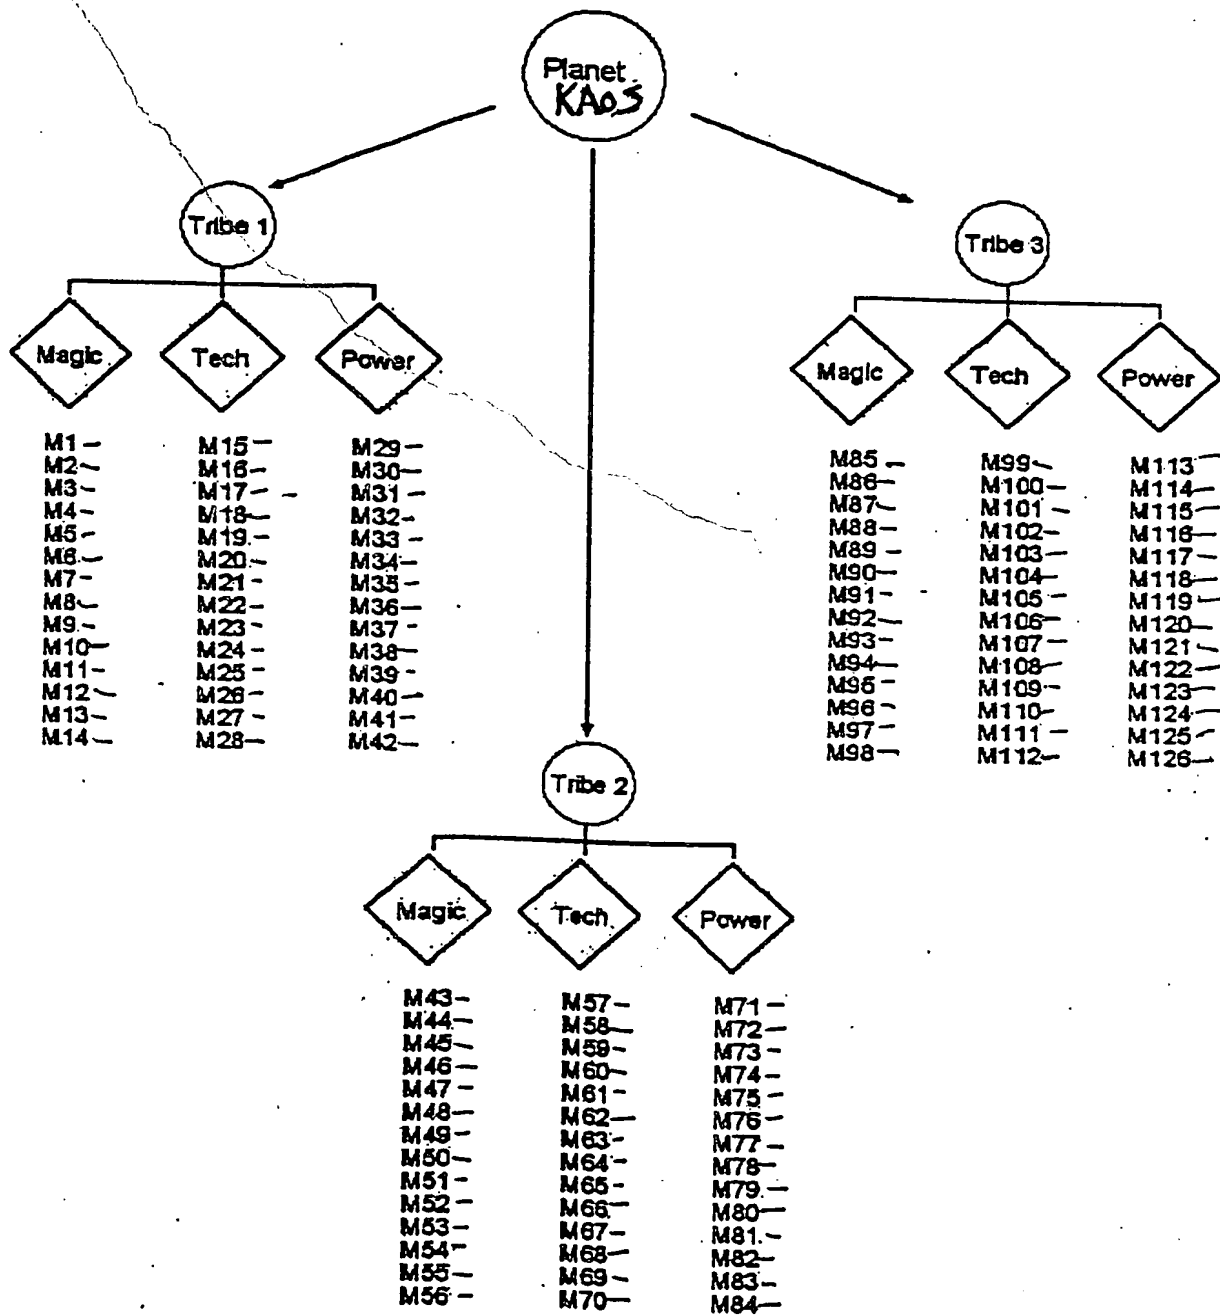 Planet
KAOS
Tribe 1
Magic
Tech
Power
M1 -
M2 -
M3 -
M4 -
M5 -
M6 -
M7 -
M8 -
M9 -
M10 -
M11 -
M12 -
M13 -
M14 -
M15 -
M16 -
M17 -
M18 -
M19 -
M20 -
M21 -
M22 -
M23 -
M24 -
M25 -
M26 -
M27 -
M28 -
M29 -
M30 -
M31 -
M32 -
M33 -
M34 -
M35 -
M36 -
M37 -
M38 -
M39 -
M40 -
M41 -
M42 -
Tribe 3
Magic
Tech
Power
M85 -
M86 -
M87 -
M88 -
M89 -
M90 -
M91 -
M92 -
M93 -
M94 -
M95 -
M96 -
M97 -
M98 -
M99 -
M100 -
M101 -
M102 -
M103 -
M104 -
M105 -
M106 -
M107 -
M108 -
M109 -
M110 -
M111 -
M112 -
M113 -
M114 -
M115 -
M116 -
M117 -
M118 -
M119 -
M120 -
M121 -
M122 -
M123 -
M124 -
M125 -
M126 -
Tribe 2
Magic
Tech
Power
M43 -
M44 -
M45 -
M46 -
M47 -
M48 -
M49 -
M50 -
M51 -
M52 -
M53 -
M54 -
M55 -
M56 -
M57 -
M58 -
M59 -
M60 -
M61 -
M62 -
M63 -
M64 -
M65 -
M66 -
M67 -
M68 -
M69 -
M70 -
M71 -
M72 -
M73 -
M74 -
M75 -
M76 -
M77 -
M78 -
M79 -
M80 -
M81 -
M82 -
M83 -
M84 -